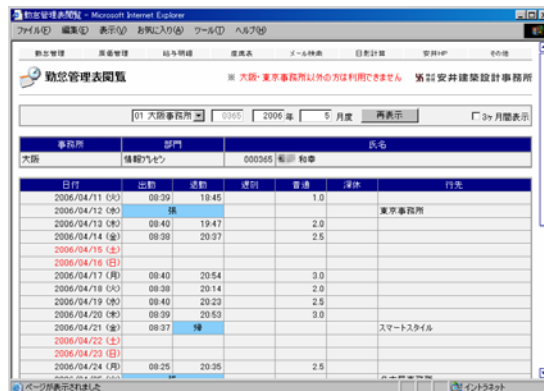 勤怠管理表閲覧 - Microsoft Internet Explorer
ファイル(F) 編集(E) 表示(V) お気に入り(A) ツール(T) ヘルプ(H)
勤怠管理 原価管理 給与明細 座席表 メール検索 日影計算 安井HP その他
勤怠管理表閲覧 ※ 大阪・東京事務所以外の方は利用できません 株式会社 安井建築設計事務所
01 大阪事務所 0365 2006 年 5 月度 再表示 3ヶ月間表示
事務所 部門 氏名
大阪 情報プレゼン 000365 和幸
日付 出勤 退勤 遅刻 普通 深休 行先
2006/04/11 (火) 08:39 18:45 1.0
2006/04/12 (水) 張 東京事務所
2006/04/13 (木) 08:40 19:47 2.0
2006/04/14 (金) 08:38 20:37 2.5
2006/04/15 (土)
2006/04/16 (日)
2006/04/17 (月) 08:40 20:54 3.0
2006/04/18 (火) 08:38 20:14 2.0
2006/04/19 (水) 08:40 20:23 2.5
2006/04/20 (木) 08:39 20:53 3.0
2006/04/21 (金) 08:37 帰 スマートスタイル
2006/04/22 (土)
2006/04/23 (日)
2006/04/24 (月) 08:25 20:35 2.5
ページが表示されました イントラネット